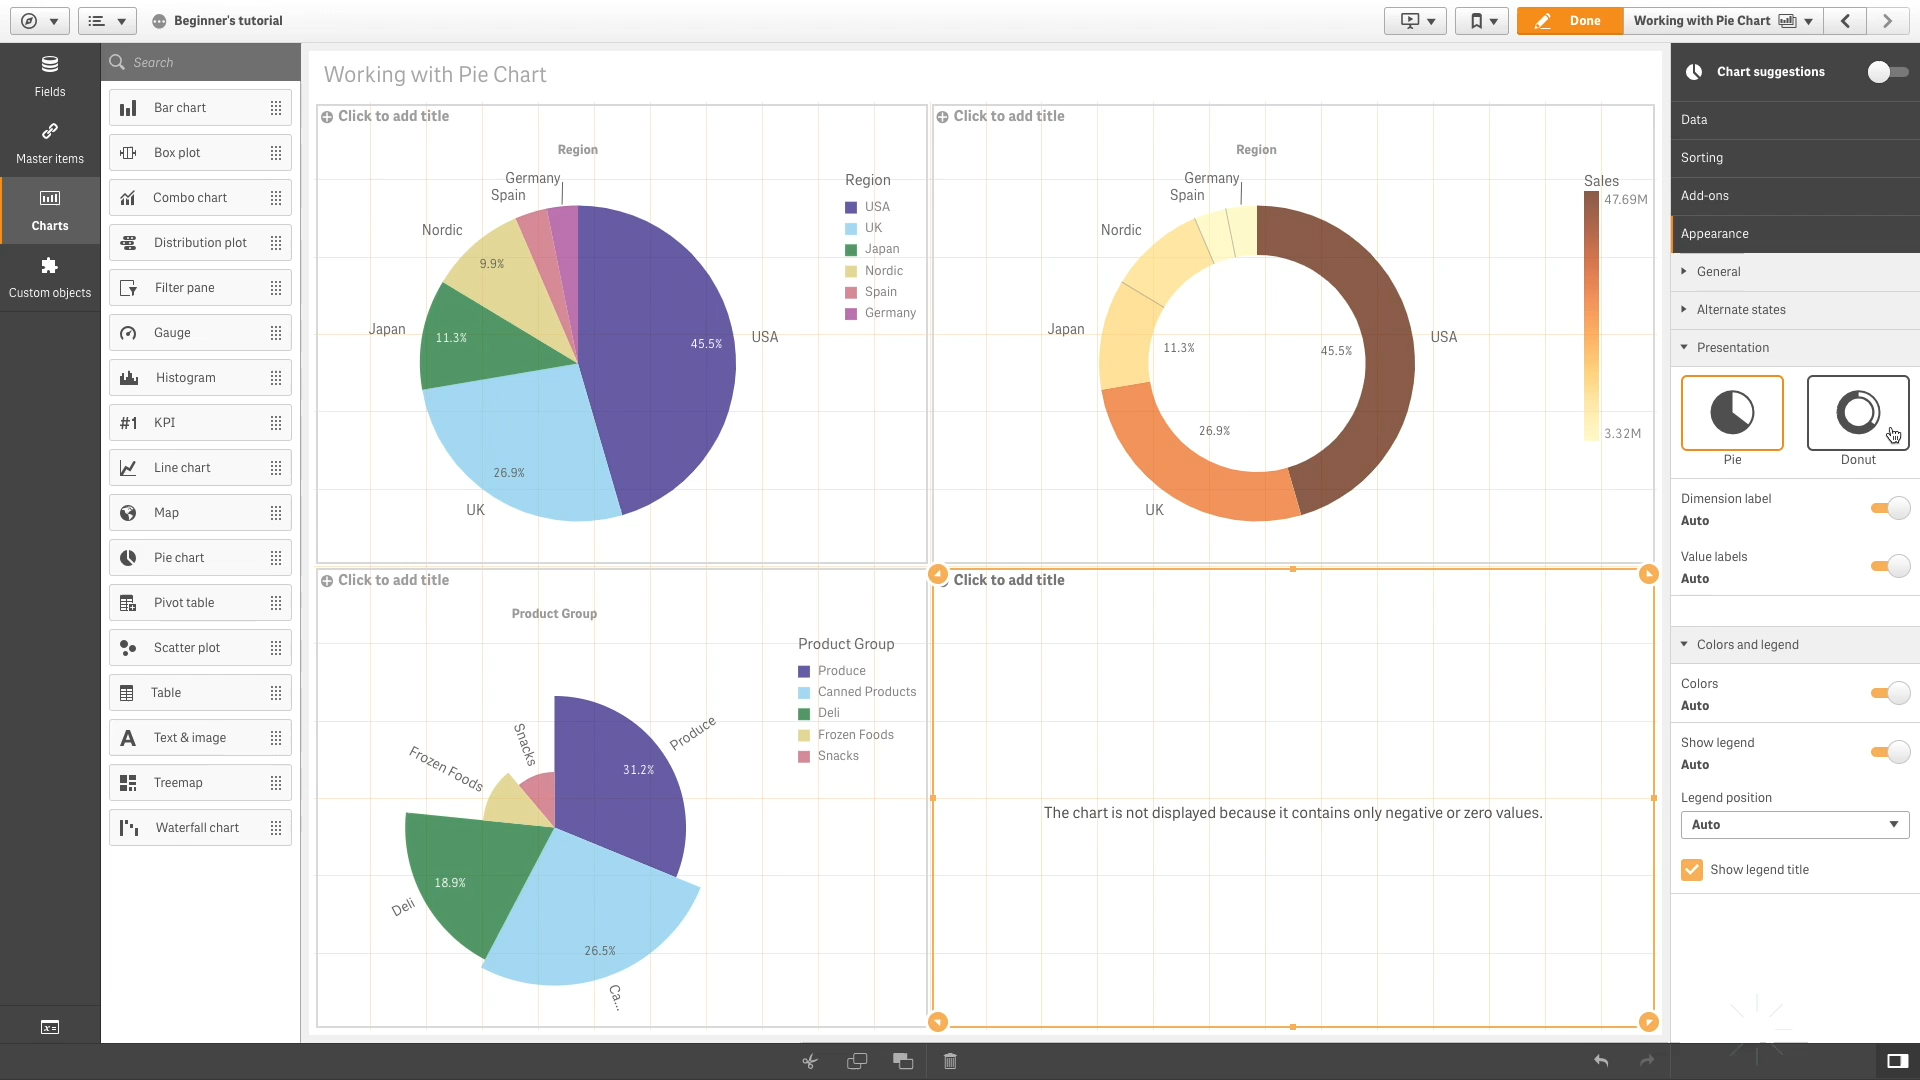 Beginner's tutorial
Done
Working with Pie Chart
Fields
Master items
Charts
Custom objects
Search
Bar chart
Box plot
Combo chart
Distribution plot
Filter pane
Gauge
Histogram
#1 KPI
Line chart
Map
Pie chart
Pivot table
Scatter plot
Table
A Text & image
Treemap
Waterfall chart
Working with Pie Chart
Click to add title
Region
Germany
Spain
Nordic
Japan
UK
USA
9.9%
11.3%
26.9%
45.5%
Region
USA
UK
Japan
Nordic
Spain
Germany
Click to add title
Region
Germany
Spain
Nordic
Japan
UK
USA
11.3%
45.5%
26.9%
Sales
47.69M
3.32M
Click to add title
Product Group
Snacks
Produce
Frozen Foods
Deli
Ca...
31.2%
18.9%
26.5%
Product Group
Produce
Canned Products
Deli
Frozen Foods
Snacks
Click to add title
The chart is not displayed because it contains only negative or zero values.
Chart suggestions
Data
Sorting
Add-ons
Appearance
General
Alternate states
Presentation
Pie
Donut
Dimension label
Auto
Value labels
Auto
Colors and legend
Colors
Auto
Show legend
Auto
Legend position
Auto
Show legend title